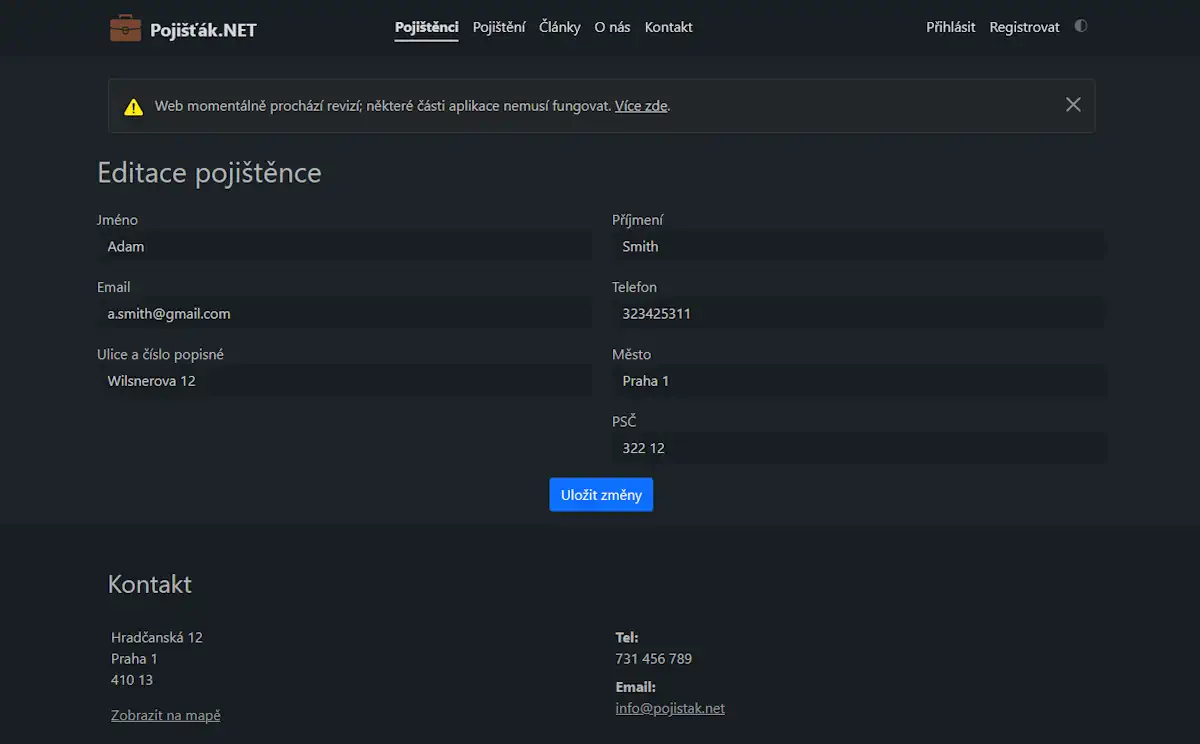 Pojišťák.NET
Pojištěnci Pojištění Články O nás Kontakt
Přihlásit Registrovat
Web momentálně prochází revizí; některé části aplikace nemusí fungovat. Více zde.
Editace pojištěnce
Jméno
Adam
Příjmení
Smith
Email
a.smith@gmail.com
Telefon
323425311
Ulice a číslo popisné
Wilsnerova 12
Město
Praha 1
PSČ
322 12
Uložit změny
Kontakt
Hradčanská 12
Praha 1
410 13
Zobrazit na mapě
Tel:
731 456 789
Email:
info@pojistak.net